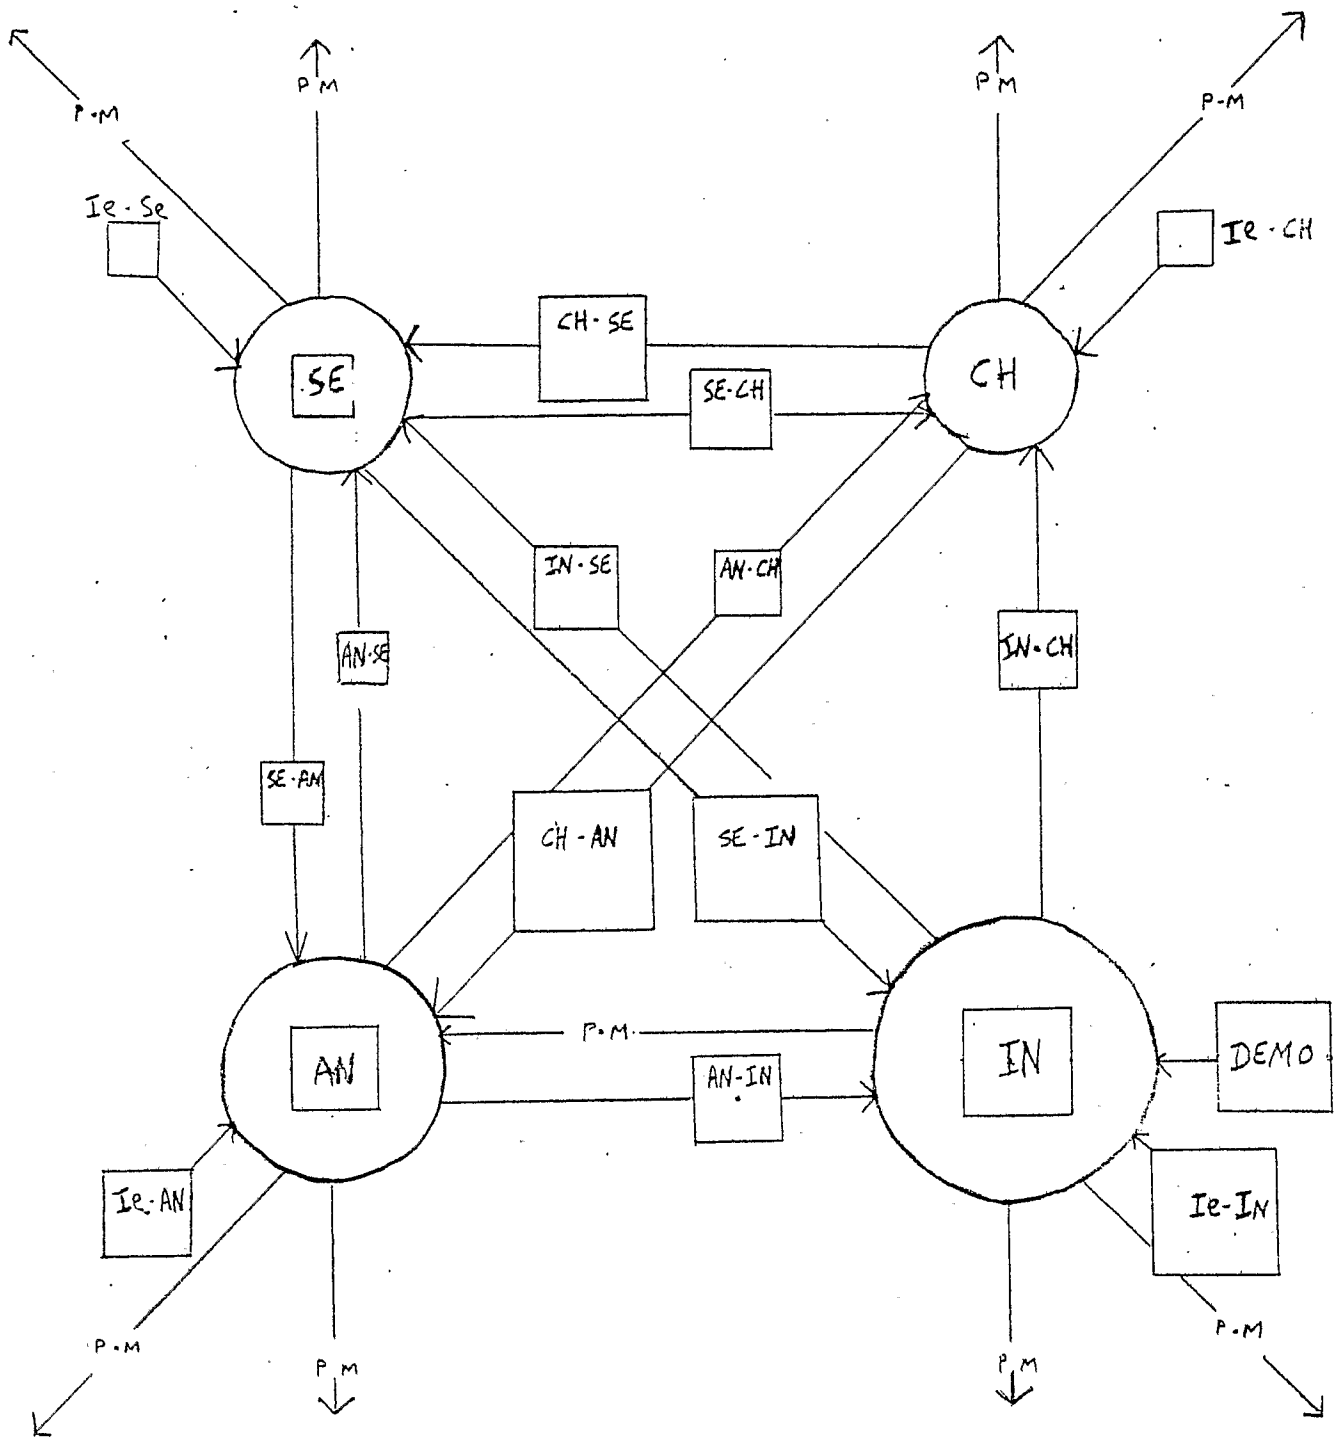 P M
P M
P.M
P-M
Ie-Se
Ie-CH
CH-SE
SE
CH
SE-CH
IN-SE
AN-CH
IN.CH
AN-SE
SE-AN
CH-AN
SE-IN
P.M.
AN
IN
DEMO
AN-IN
Ie-AN
Ie-IN
P.M
P.M
P M
P M